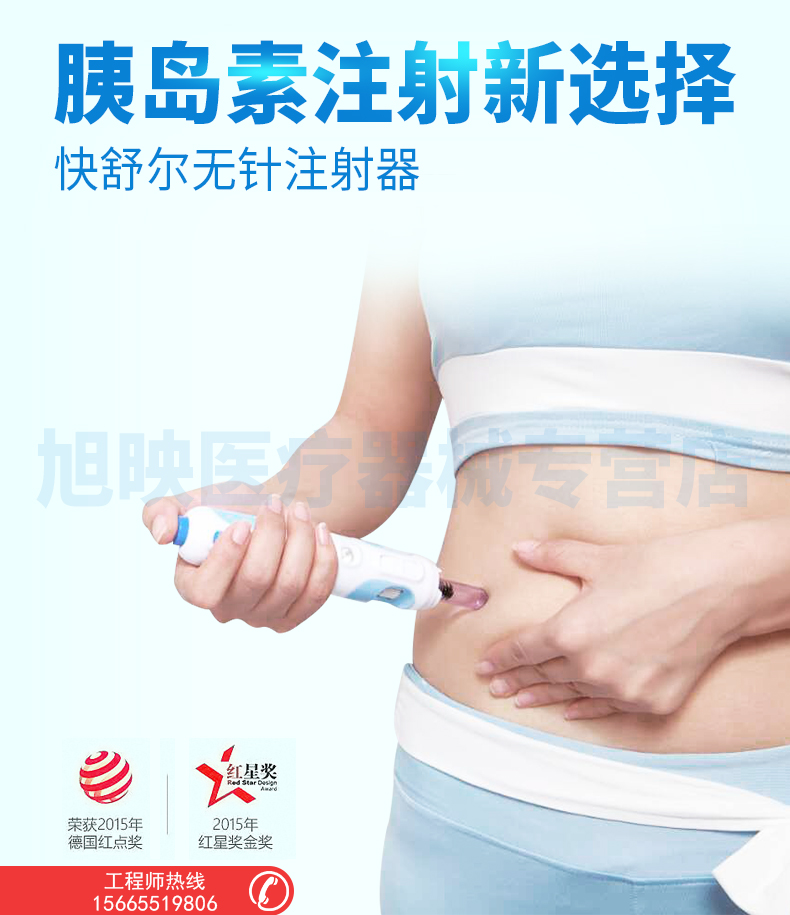 胰岛素注射新选择
快舒尔无针注射器
旭映医疗器械专营店
红星奖
Red Star Design
Award
荣获2015年
德国红点奖
2015年
红星奖金奖
工程师热线
15665519806